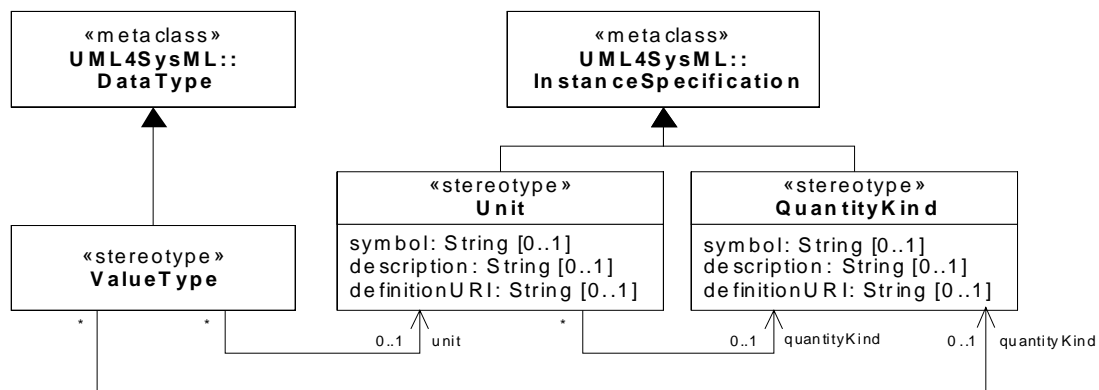 «metaclass»
UML4SysML::
DataType
«metaclass»
UML4SysML::
InstanceSpecification
«stereotype»
ValueType
«stereotype»
Unit
symbol: String [0..1]
description: String [0..1]
definitionURI: String [0..1]
«stereotype»
QuantityKind
symbol: String [0..1]
description: String [0..1]
definitionURI: String [0..1]
*
*
0..1
unit
*
0..1
quantityKind
0..1
quantityKind